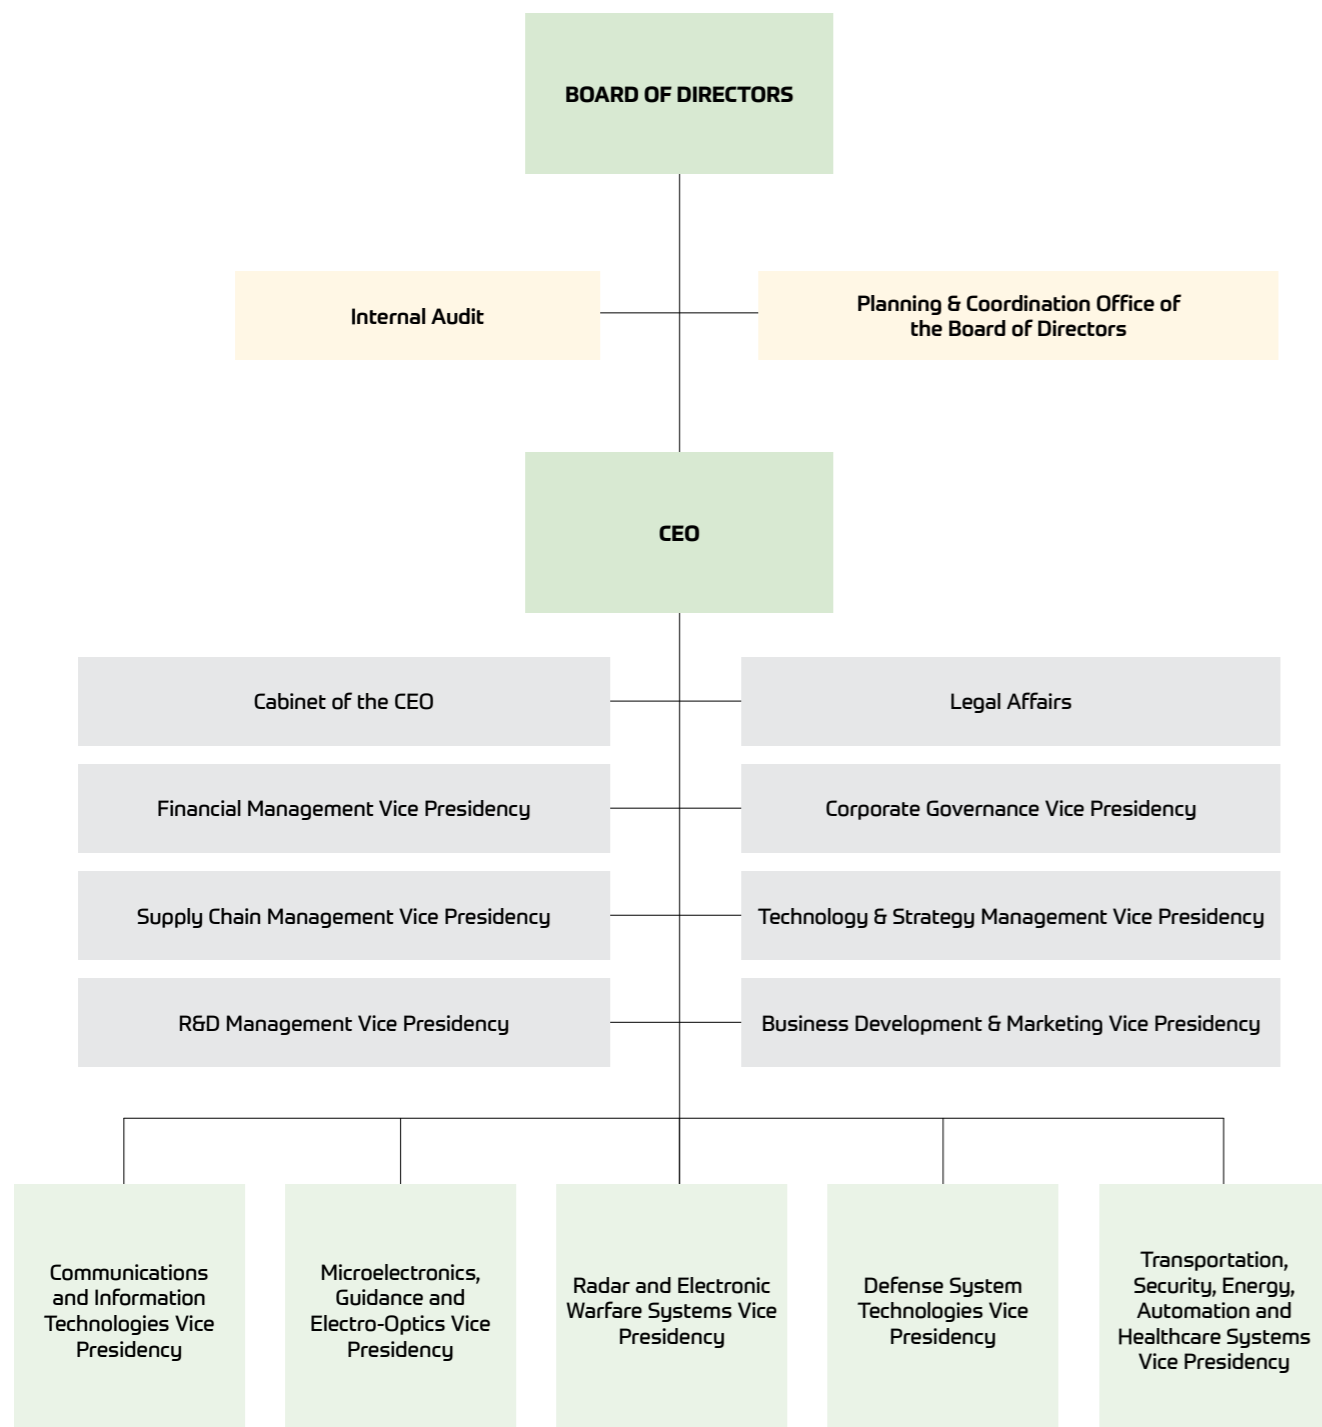 BOARD OF DIRECTORS
Internal Audit
Planning & Coordination Office of
the Board of Directors
CEO
Cabinet of the CEO
Legal Affairs
Financial Management Vice Presidency
Corporate Governance Vice Presidency
Supply Chain Management Vice Presidency
Technology & Strategy Management Vice Presidency
R&D Management Vice Presidency
Business Development & Marketing Vice Presidency
Communications
and Information
Technologies Vice
Presidency
Microelectronics,
Guidance and
Electro-Optics Vice
Presidency
Radar and Electronic
Warfare Systems Vice
Presidency
Defense System
Technologies Vice
Presidency
Transportation,
Security, Energy,
Automation and
Healthcare Systems
Vice Presidency